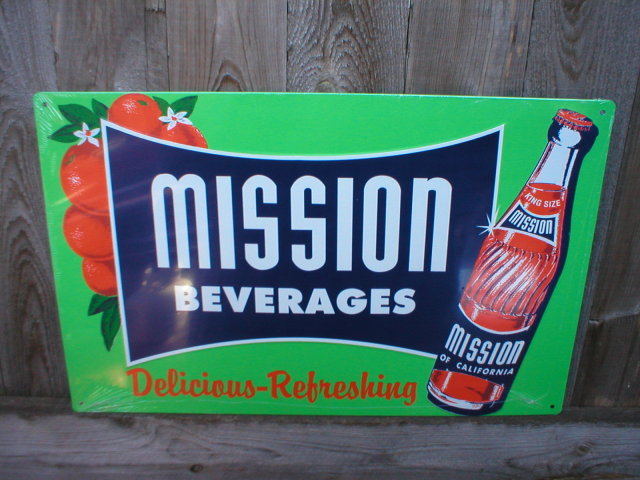 MISSION
BEVERAGES
Delicious-Refreshing
KING SIZE
MISSION
MISSION
OF CALIFORNIA